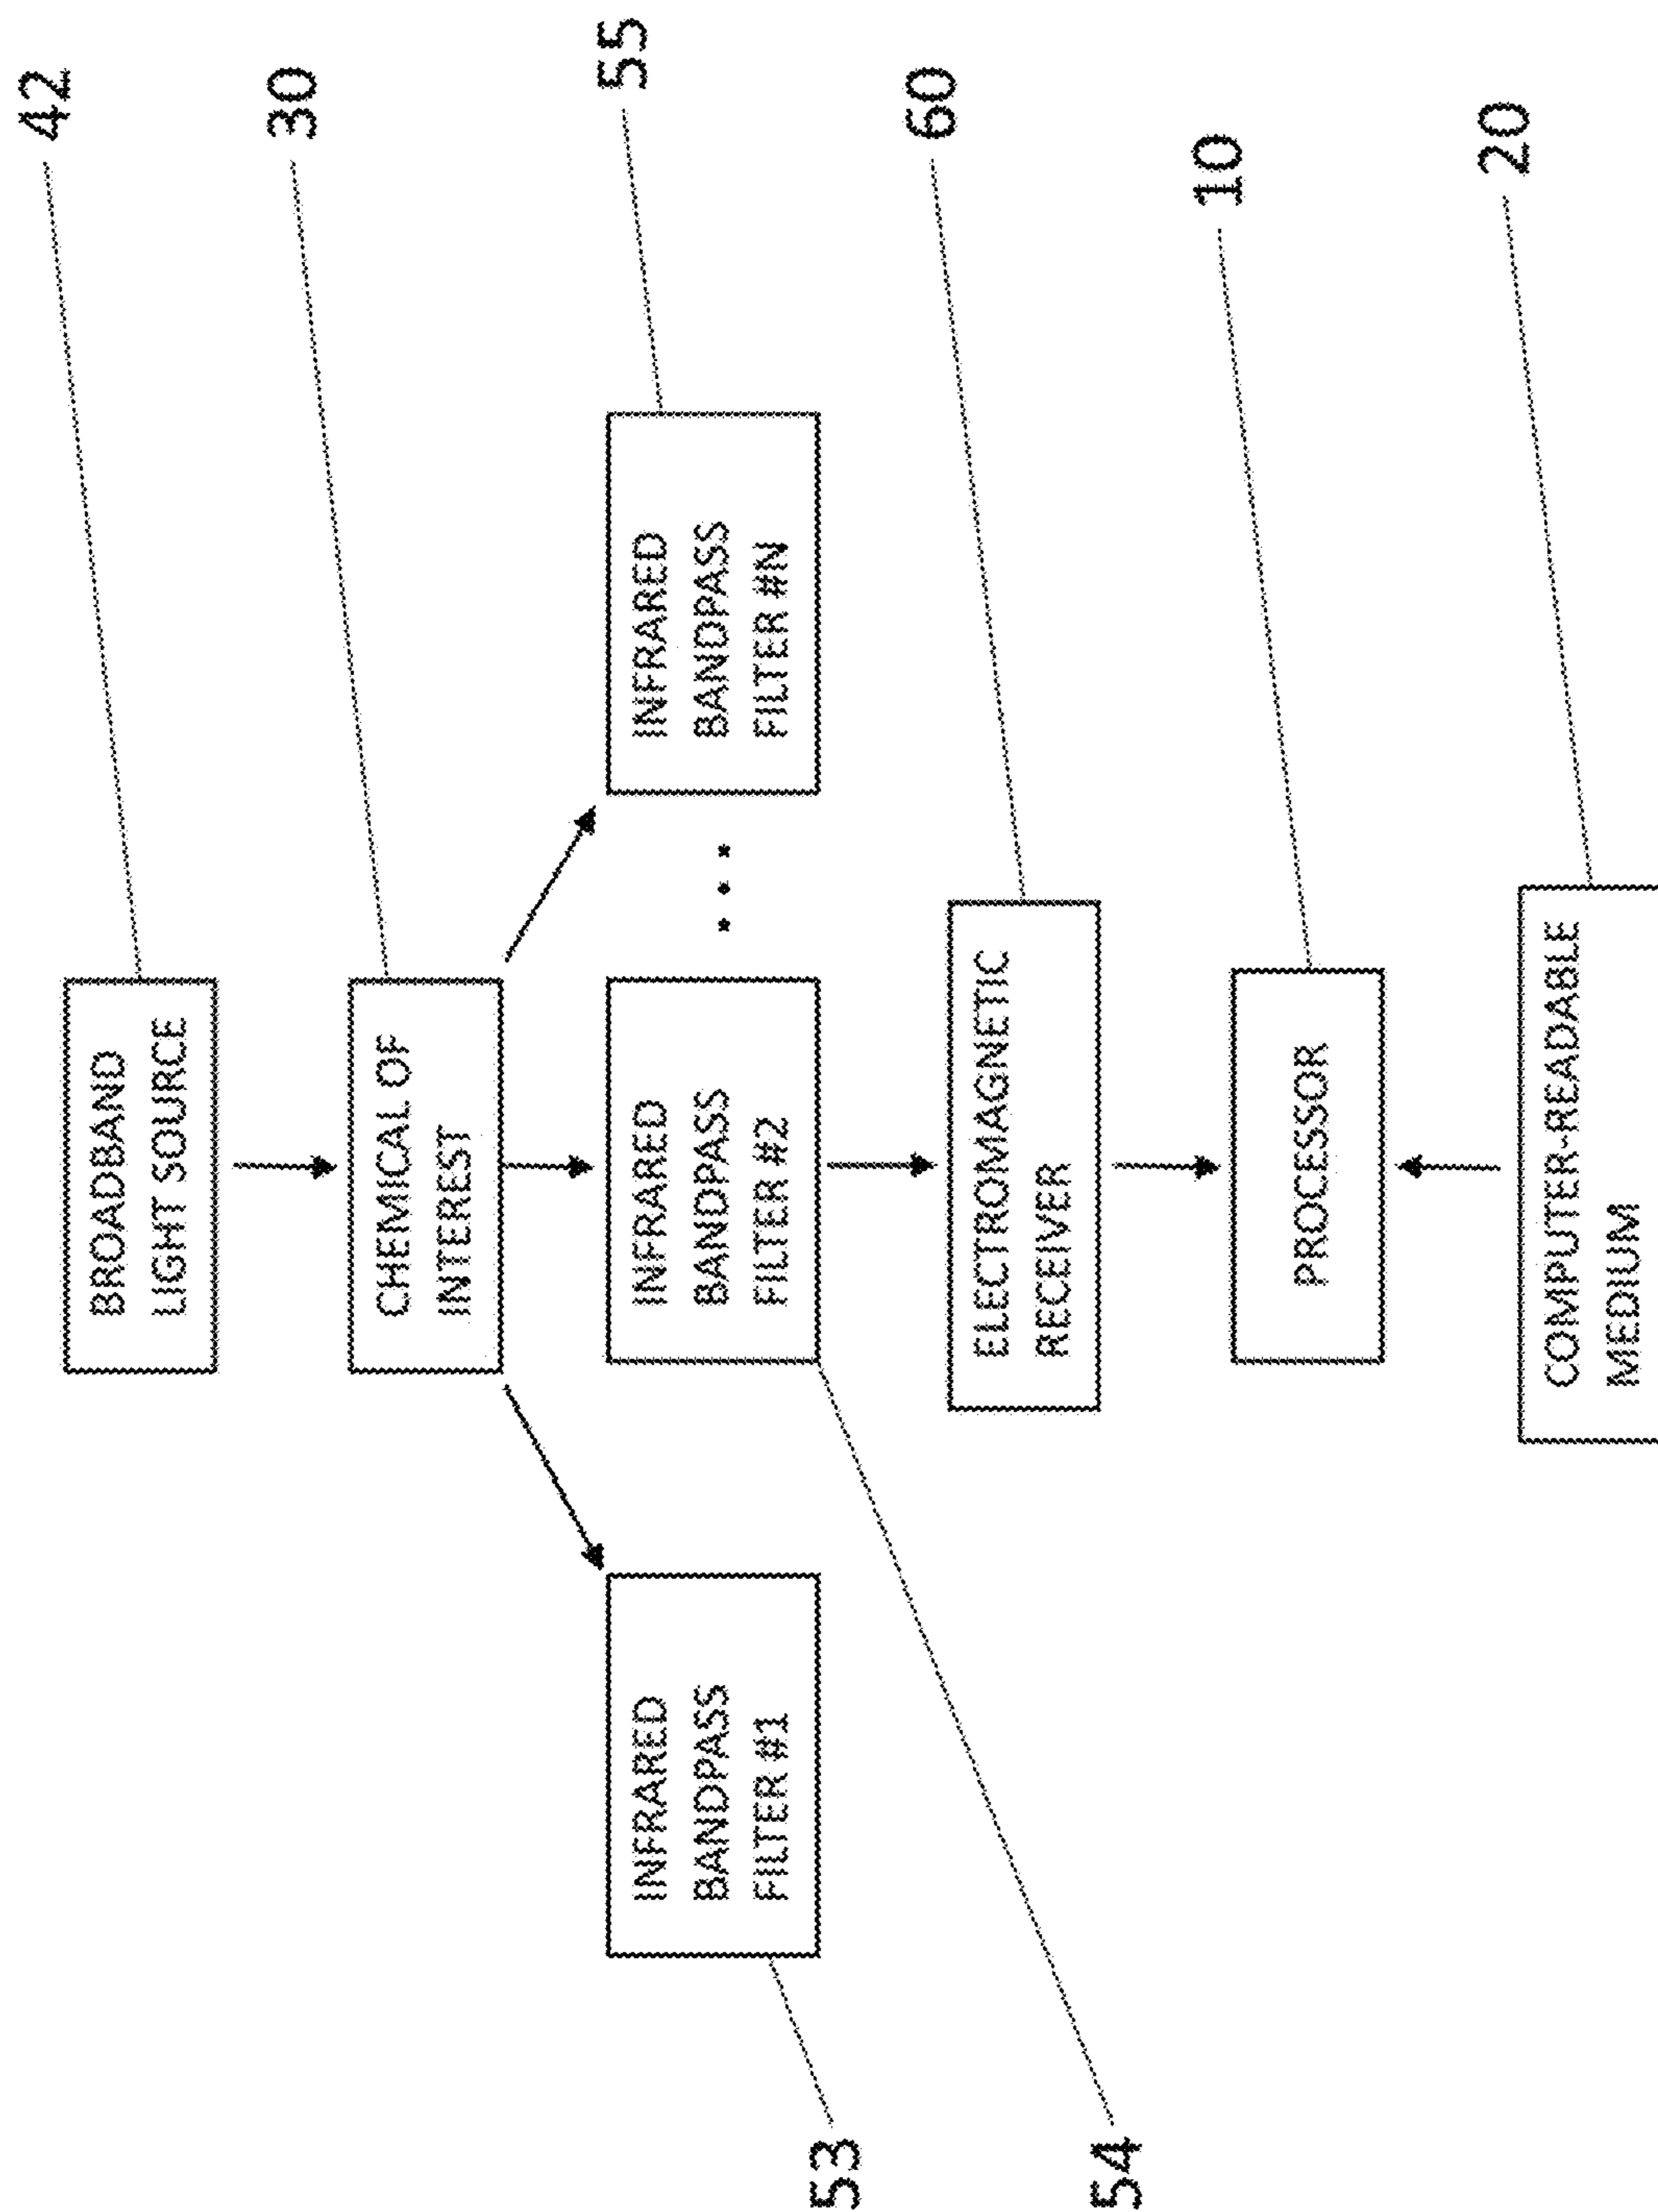 42
BROADBAND
LIGHT SOURCE
30
CHEMICAL OF
INTEREST
55
INFRARED
BANDPASS
FILTER #1
INFRARED
BANDPASS
FILTER #2
INFRARED
BANDPASS
FILTER #N
53
54
60
ELECTROMAGNETIC
RECEIVER
10
PROCESSOR
20
COMPUTER-READABLE
MEDIUM